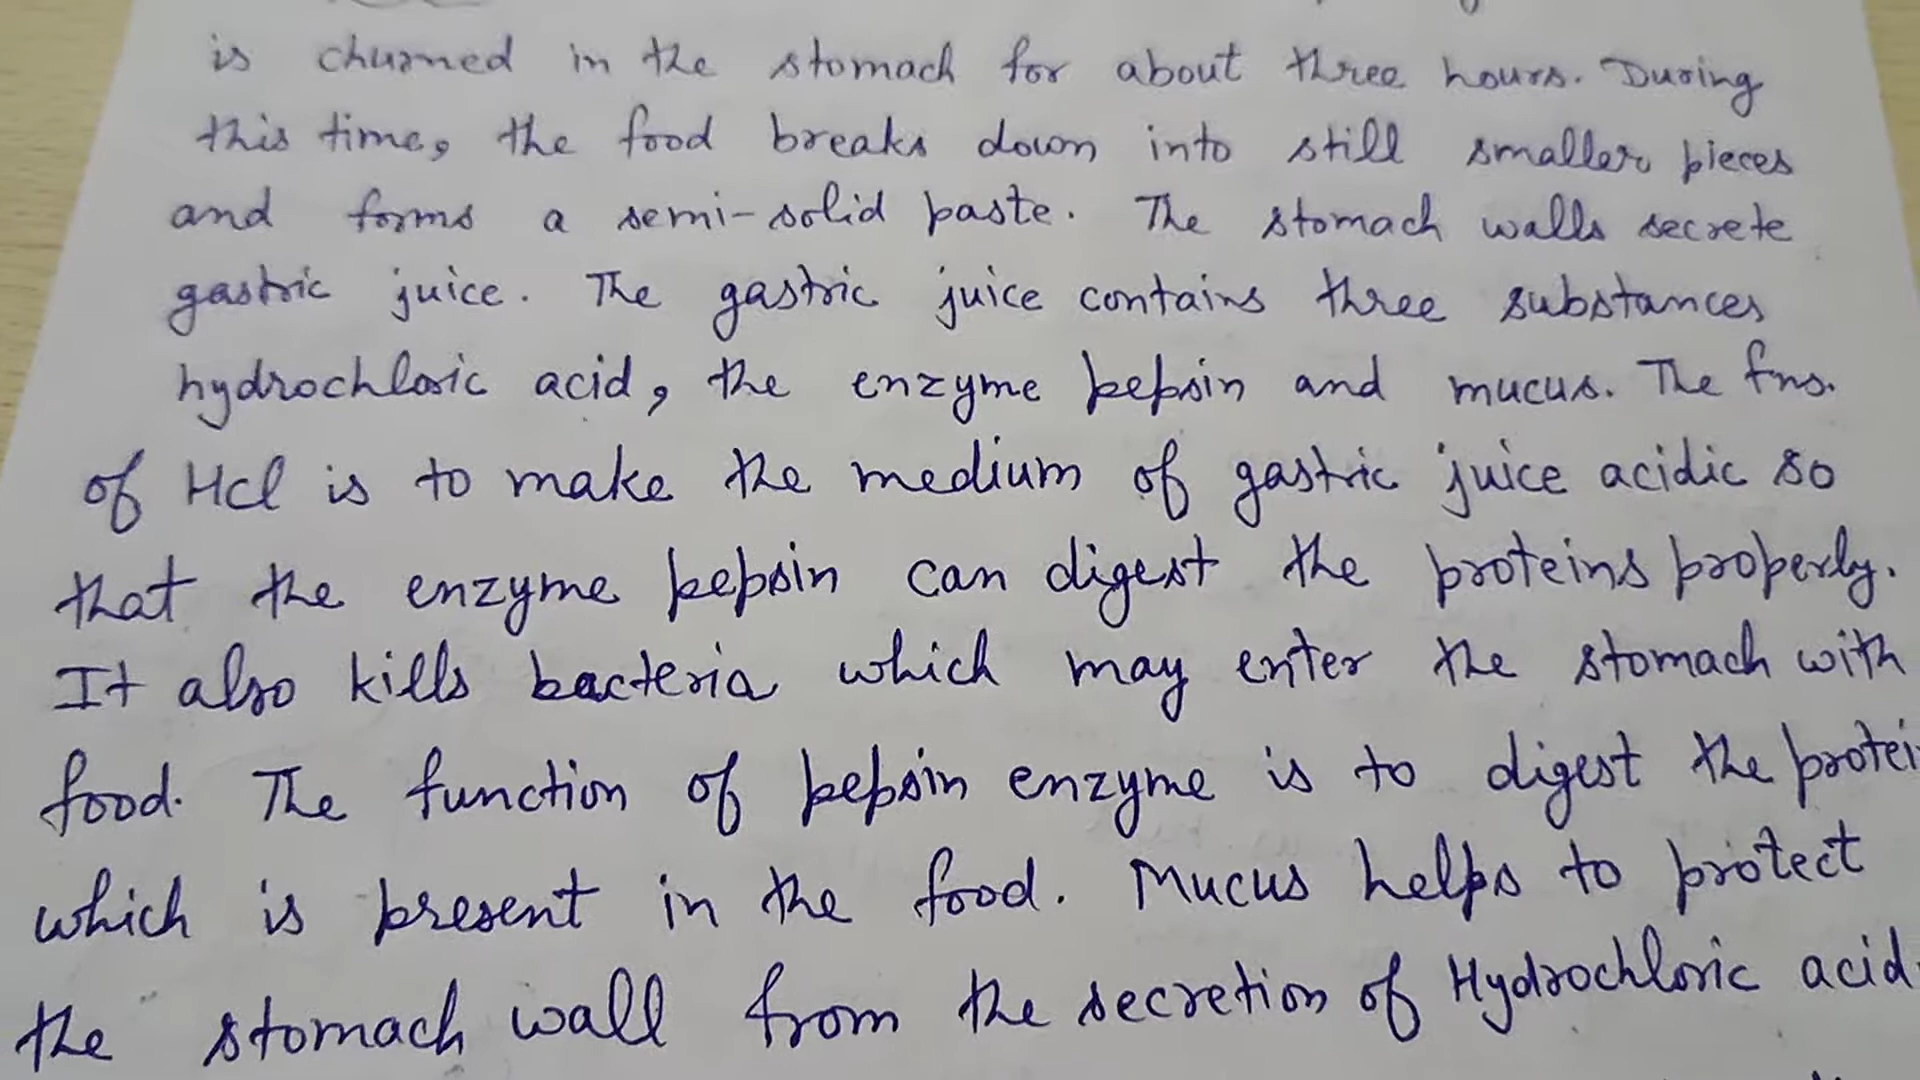 is churned in the stomach for about three hours. During
this time, the food breaks down into still smaller pieces
and forms a semi-solid paste. The stomach walls secrete
gastric juice. The gastric juice contains three substances
hydrochloric acid, the enzyme pepsin and mucus. The fns.
of Hcl is to make the medium of gastric juice acidic so
that the enzyme pepsin can digest the proteins properly.
It also kills bacteria which may enter the stomach with
food. The function of pepsin enzyme is to digest the protei
which is present in the food. Mucus helps to protect
the stomach wall from the secretion of Hydrochloric acid